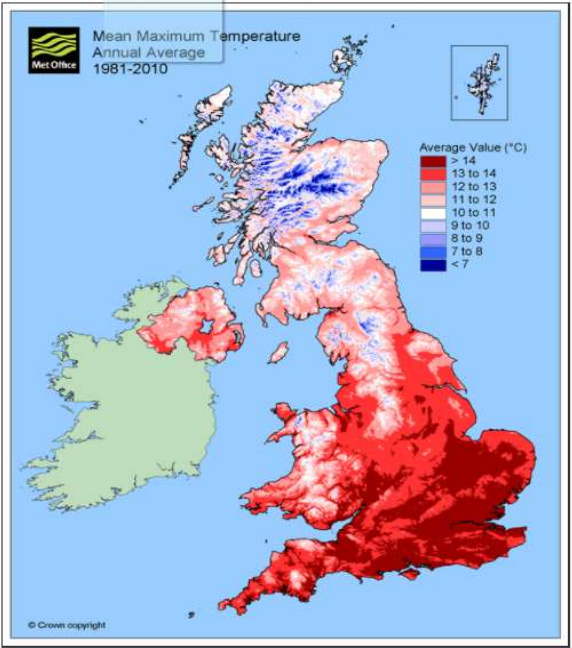 Mean Maximum Temperature
Annual Average
1981-2010
Met Office
Average Value (°C)
> 14
13 to 14
12 to 13
11 to 12
10 to 11
9 to 10
8 to 9
7 to 8
< 7
© Crown copyright